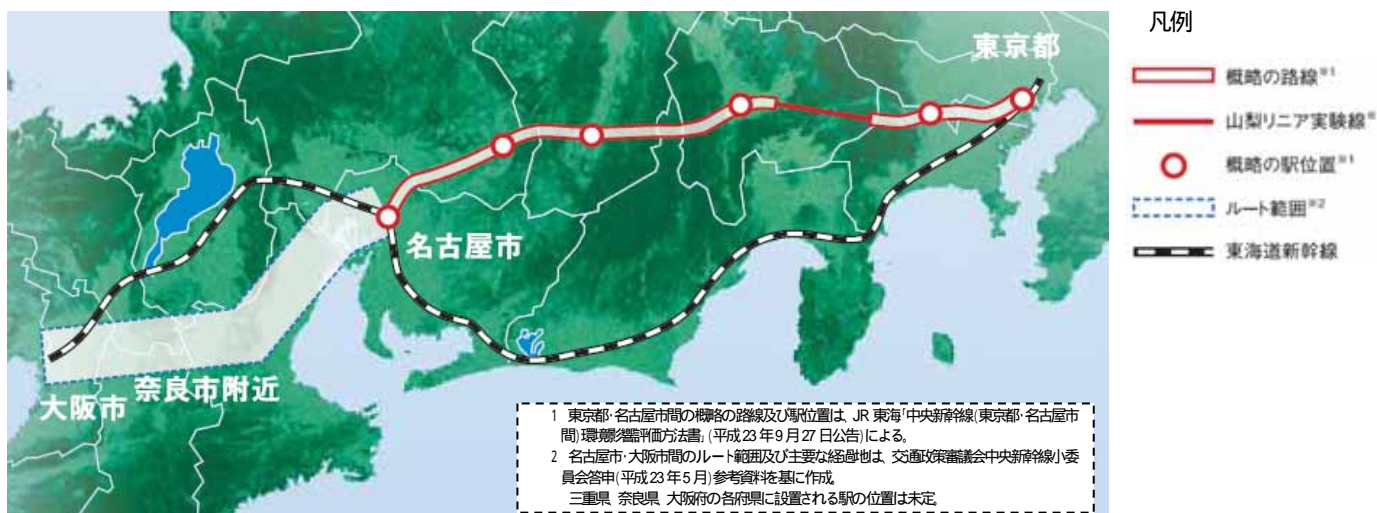 東京都
名古屋市
奈良市附近
大阪市
凡例
概略の路線※1
山梨リニア実験線※
概略の駅位置※1
ルート範囲※2
東海道新幹線
1 東京都・名古屋市間の概略の路線及び駅位置は、JR東海「中央新幹線(東京都・名古屋市
間)環境影響評価方法書」(平成23年9月27日公告)による。
2 名古屋市・大阪市間のルート範囲及び主要な経過地は、交通政策審議会中央新幹線小委
員会答申(平成23年5月)参考資料を基に作成。
三重県 奈良県 大阪府の各府県に設置される駅の位置は未定。